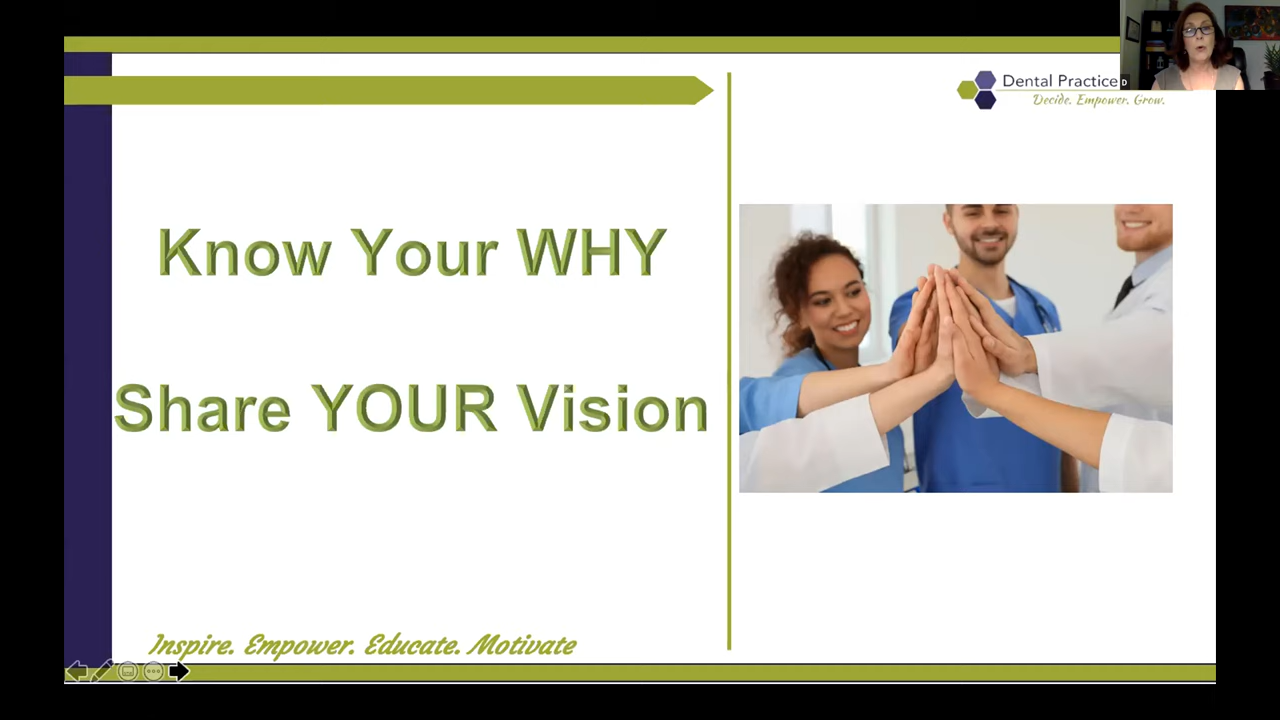 Dental Practice
D
Decide. Empower. Grow.
Know Your WHY
Share YOUR Vision
Inspire. Empower. Educate. Motivate